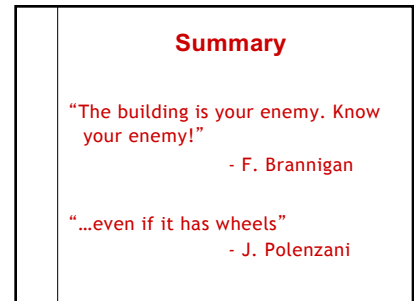 Summary
“The building is your enemy. Know
your enemy!”
- F. Brannigan
“…even if it has wheels”
- J. Polenzani